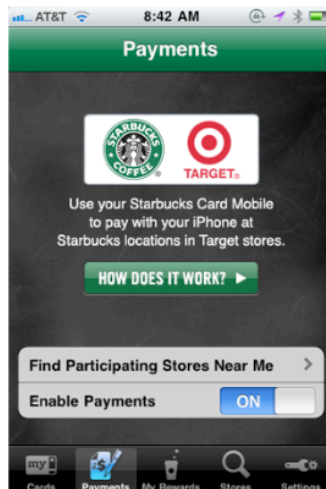 AT&T 8:42 AM
Payments
STARBUCKS
COFFEE
TARGET
Use your Starbucks Card Mobile
to pay with your iPhone at
Starbucks locations in Target stores.
HOW DOES IT WORK?
Find Participating Stores Near Me
Enable Payments ON
my
$
Cards Payments My Rewards Stores Settings